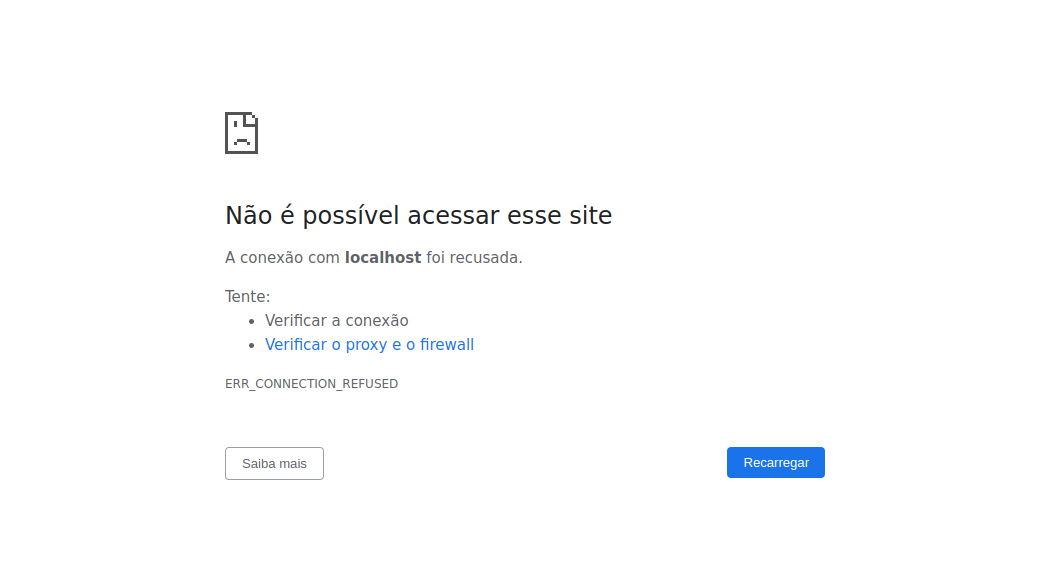 Não é possível acessar esse site
A conexão com localhost foi recusada.
Tente:
Verificar a conexão
Verificar o proxy e o firewall
ERR_CONNECTION_REFUSED
Saiba mais
Recarregar